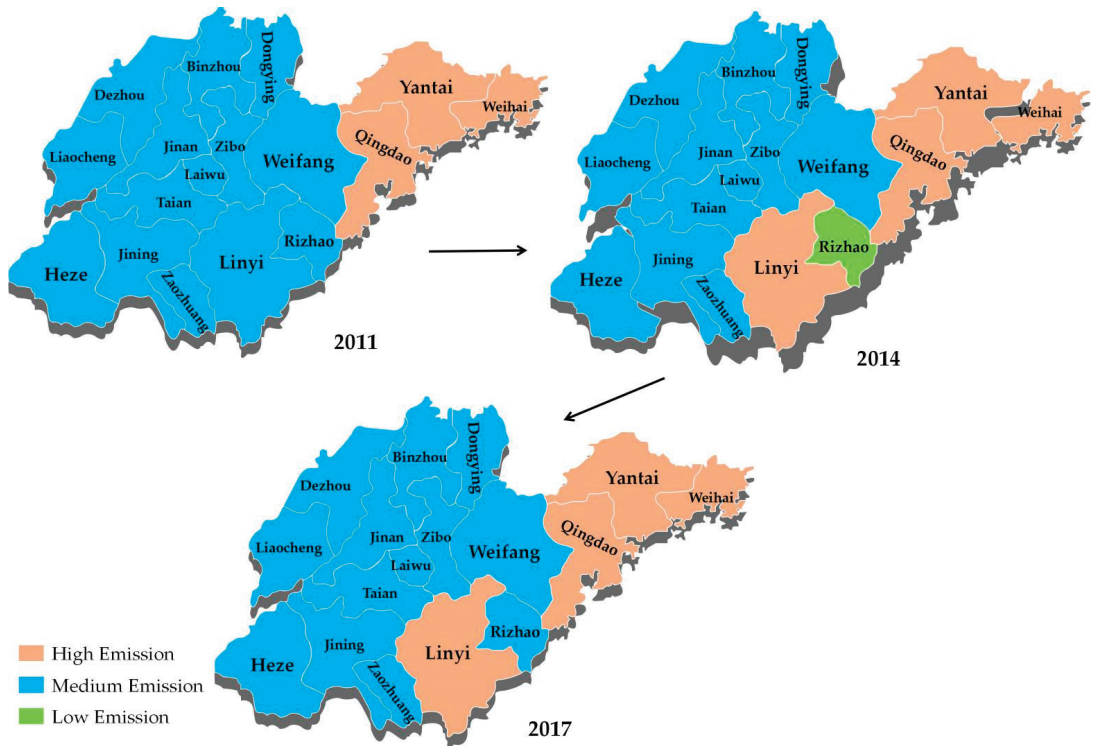 Dongying
Binzhou
Yantai
Dezhou
Weihai
Qingdao
Liaocheng
Jinan
Zibo
Weifang
Laiwu
Taian
Rizhao
Jining
Heze
Linyi
Zaozhuang
2011
Dongying
Binzhou
Yantai
Dezhou
Weihai
Qingdao
Liaocheng
Jinan
Zibo
Weifang
Laiwu
Taian
Rizhao
Jining
Heze
Linyi
Zaozhuang
2014
Dongying
Binzhou
Yantai
Dezhou
Weihai
Qingdao
Liaocheng
Jinan
Zibo
Weifang
Laiwu
Taian
Rizhao
Jining
Heze
Linyi
Zaozhuang
2017
High Emission
Medium Emission
Low Emission